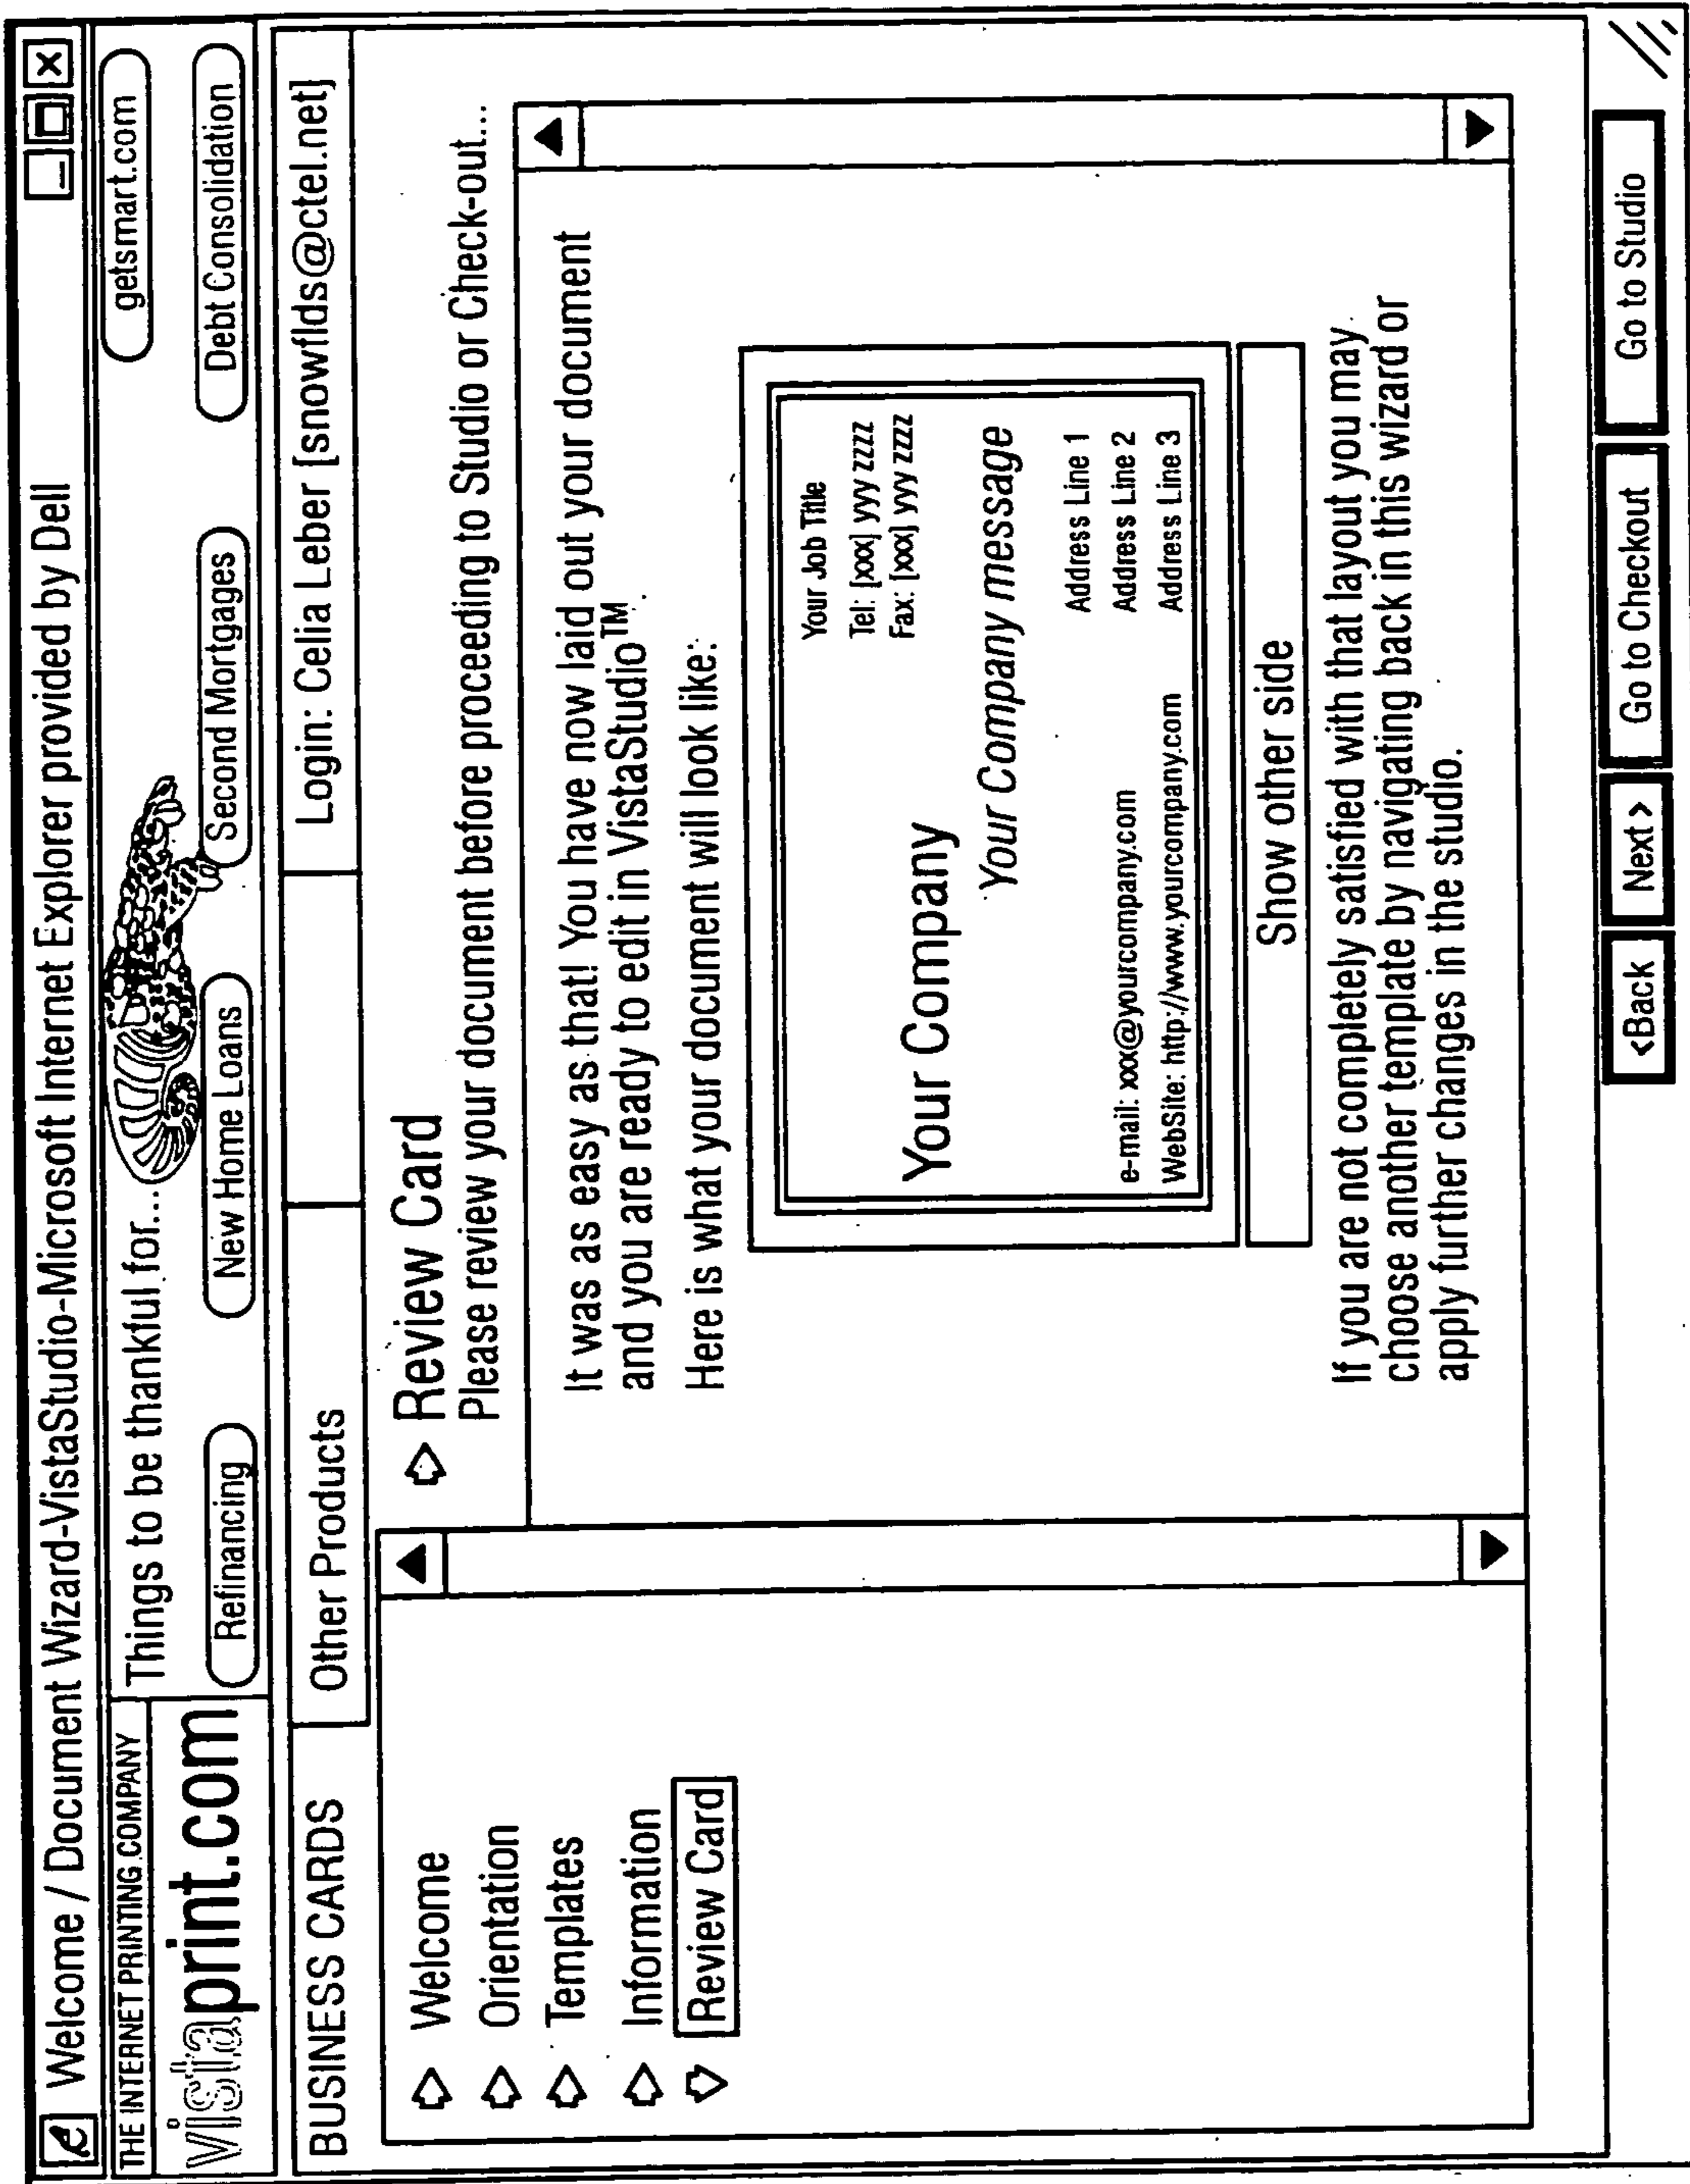 Welcome / Document Wizard-VistaStudio-Microsoft Internet Explorer provided by Dell
THE INTERNET PRINTING COMPANY
vistaprint.com
Things to be thankful for...
getsmart.com
Refinancing
New Home Loans
Second Mortgages
Debt Consolidation
BUSINESS CARDS
Other Products
Login: Celia Leber [snowflds@ctel.net]
Welcome
Orientation
Templates
Information
Review Card
Review Card
Please review your document before proceeding to Studio or Check-out...
It was as easy as that! You have now laid out your document
and you are ready to edit in VistaStudio™
Here is what your document will look like:
Your Job Title
Tel: [xxx] yyy zzzz
Fax: [xxx] yyy zzzz
Your Company
Your Company message
Address Line 1
e-mail: xxx@yourcompany.com Address Line 2
WebSite: http://www.yourcompany.com Address Line 3
Show other side
If you are not completely satisfied with that layout you may
choose another template by navigating back in this wizard or
apply further changes in the studio.
<Back
Next>
Go to Checkout
Go to Studio